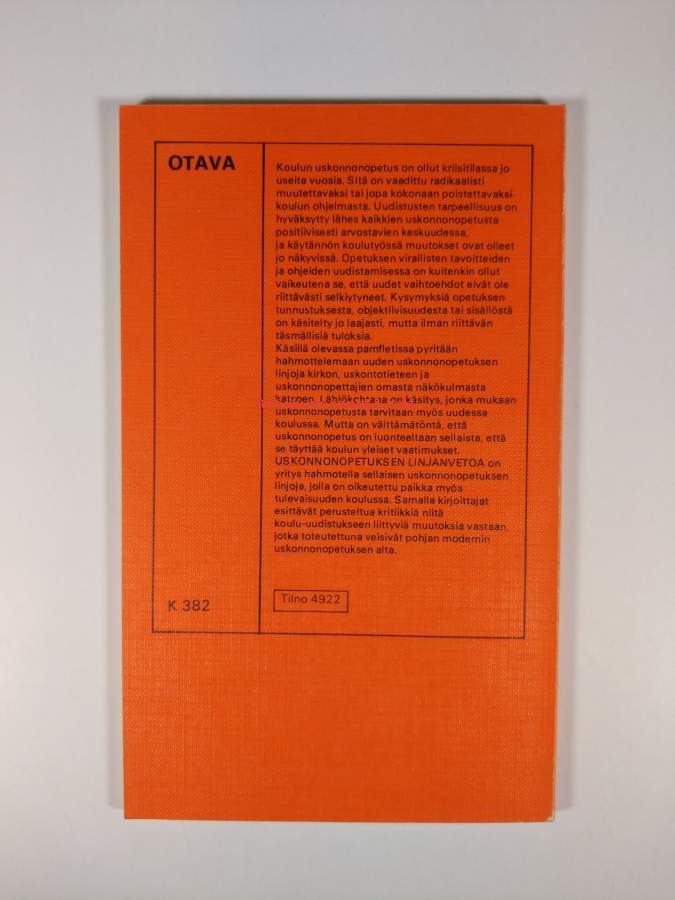 OTAVA
Koulun uskonnonopetus on ollut kriisitilassa jo
useita vuosia. Sitä on vaadittu radikaalisti
muutettavaksi tai jopa kokonaan poistettavaksi
koulun ohjelmasta. Uudistusten tarpeellisuus on
hyväksytty lähes kaikkien uskonnonopetusta
positiivisesti arvostavien keskuudessa,
ja käytännön koulutyössä muutokset ovat olleet
jo näkyvissä. Opetuksen virallisten tavoitteiden
ja ohjeiden uudistamisessa on kuitenkin ollut
vaikeutena se, että uudet vaihtoehdot eivät ole
riittävästi selkiytyneet. Kysymyksiä opetuksen
tunnustuksesta, objektiivisuudesta tai sisällöstä
on käsitelty jo laajasti, mutta ilman riittävän
täsmällisiä tuloksia.
Käsillä olevassa pamfletissa pyritään
hahmottelemaan uuden uskonnonopetuksen
linjoja kirkon, uskontotieteen ja
uskonnonopettajien omasta näkökulmasta
katsoen. Lähtökohtana on käsitys, jonka mukaan
uskonnonopetusta tarvitaan myös uudessa
koulussa. Mutta on välttämätöntä, että
uskonnonopetus on luonteeltaan sellaista, että
se täyttää koulun yleiset vaatimukset.
USKONNONOPETUKSEN LINJANVETOA on
yritys hahmotella sellaisen uskonnonopetuksen
linjoja, jolla on oikeutettu paikka myös
tulevaisuuden koulussa. Samalla kirjoittajat
esittävät perusteltua kritiikkiä niitä
koulu-uudistukseen liittyviä muutoksia vastaan,
jotka toteutettuna veisivät pohjan modernin
uskonnonopetuksen alta.
K 382
Tilno 4922